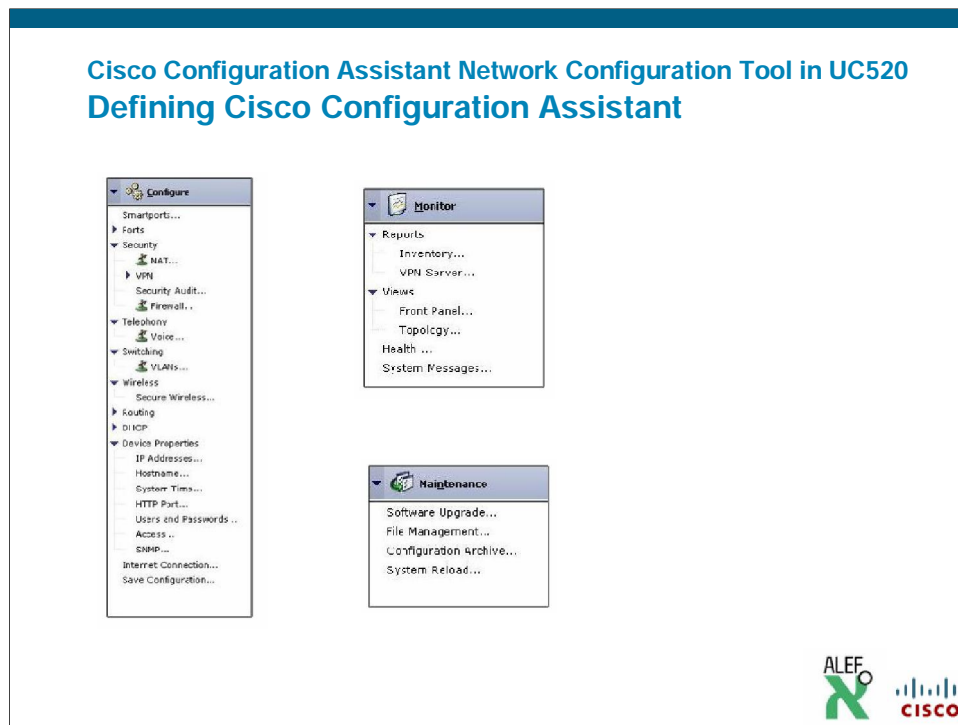 Cisco Configuration Assistant Network Configuration Tool in UC520
Defining Cisco Configuration Assistant
Configure
Smartports...
Ports
Security
NAT...
VPN
Security Audit...
Firewall..
Telephony
Voice...
Switching
VLANs...
Wireless
Secure Wireless...
Routing
DHCP
Device Properties
IP Addresses...
Hostname...
System Time...
HTTP Port...
Users and Passwords..
Access..
SNMP...
Internet Connection...
Save Configuration...
Monitor
Reports
Inventory...
VPN Server...
Views
Front Panel...
Topology...
Health ...
System Messages...
Maintenance
Software Upgrade...
File Management...
Configuration Archive...
System Reload...
ALEF
CISCO